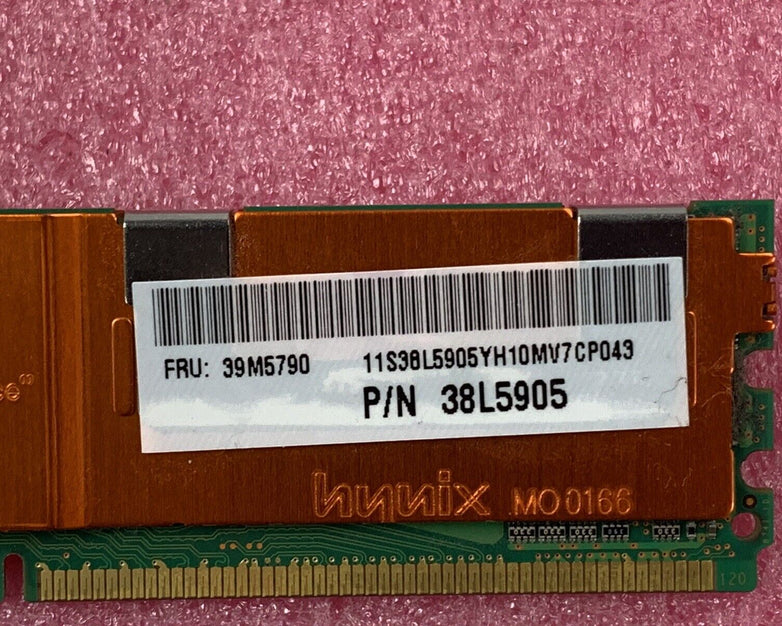 FRU: 39M5790 11S38L5905YH10MV7CP043
P/N 38L5905
hynix MO0166
120